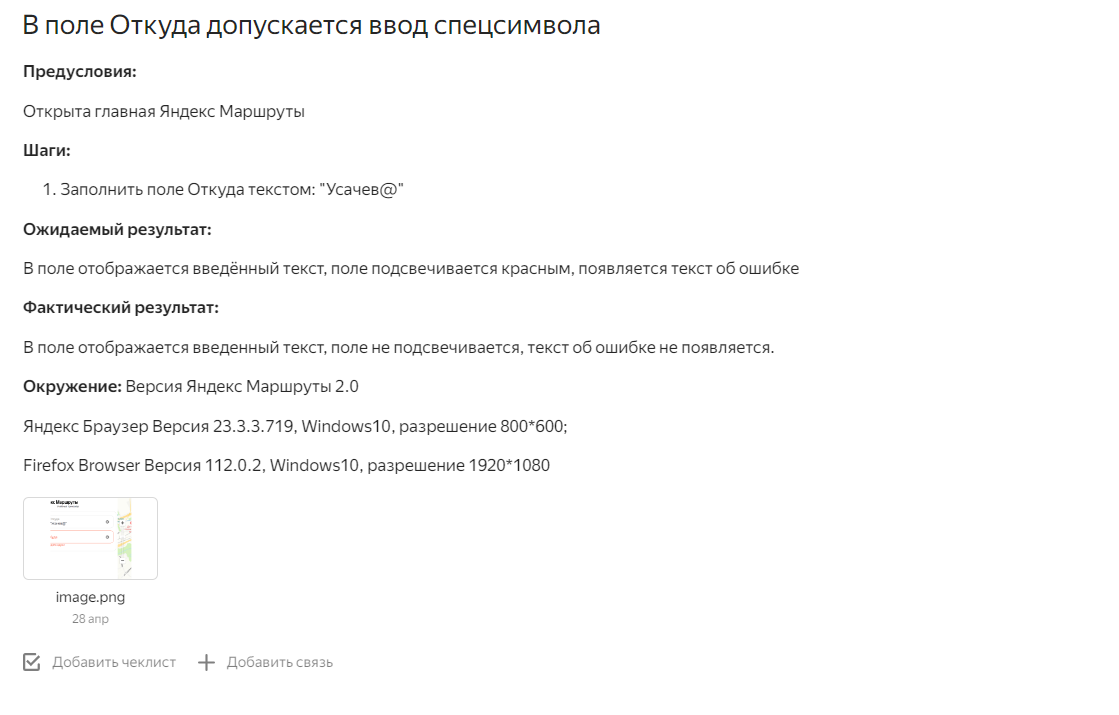 В поле Откуда допускается ввод спецсимвола
Предусловия:
Открыта главная Яндекс Маршруты
Шаги:
1. Заполнить поле Откуда текстом: "Усачев@"
Ожидаемый результат:
В поле отображается введённый текст, поле подсвечивается красным, появляется текст об ошибке
Фактический результат:
В поле отображается введенный текст, поле не подсвечивается, текст об ошибке не появляется.
Окружение: Версия Яндекс Маршруты 2.0
Яндекс Браузер Версия 23.3.3.719, Windows10, разрешение 800*600;
Firefox Browser Версия 112.0.2, Windows10, разрешение 1920*1080
image.png
28 апр
Добавить чеклист
Добавить связь